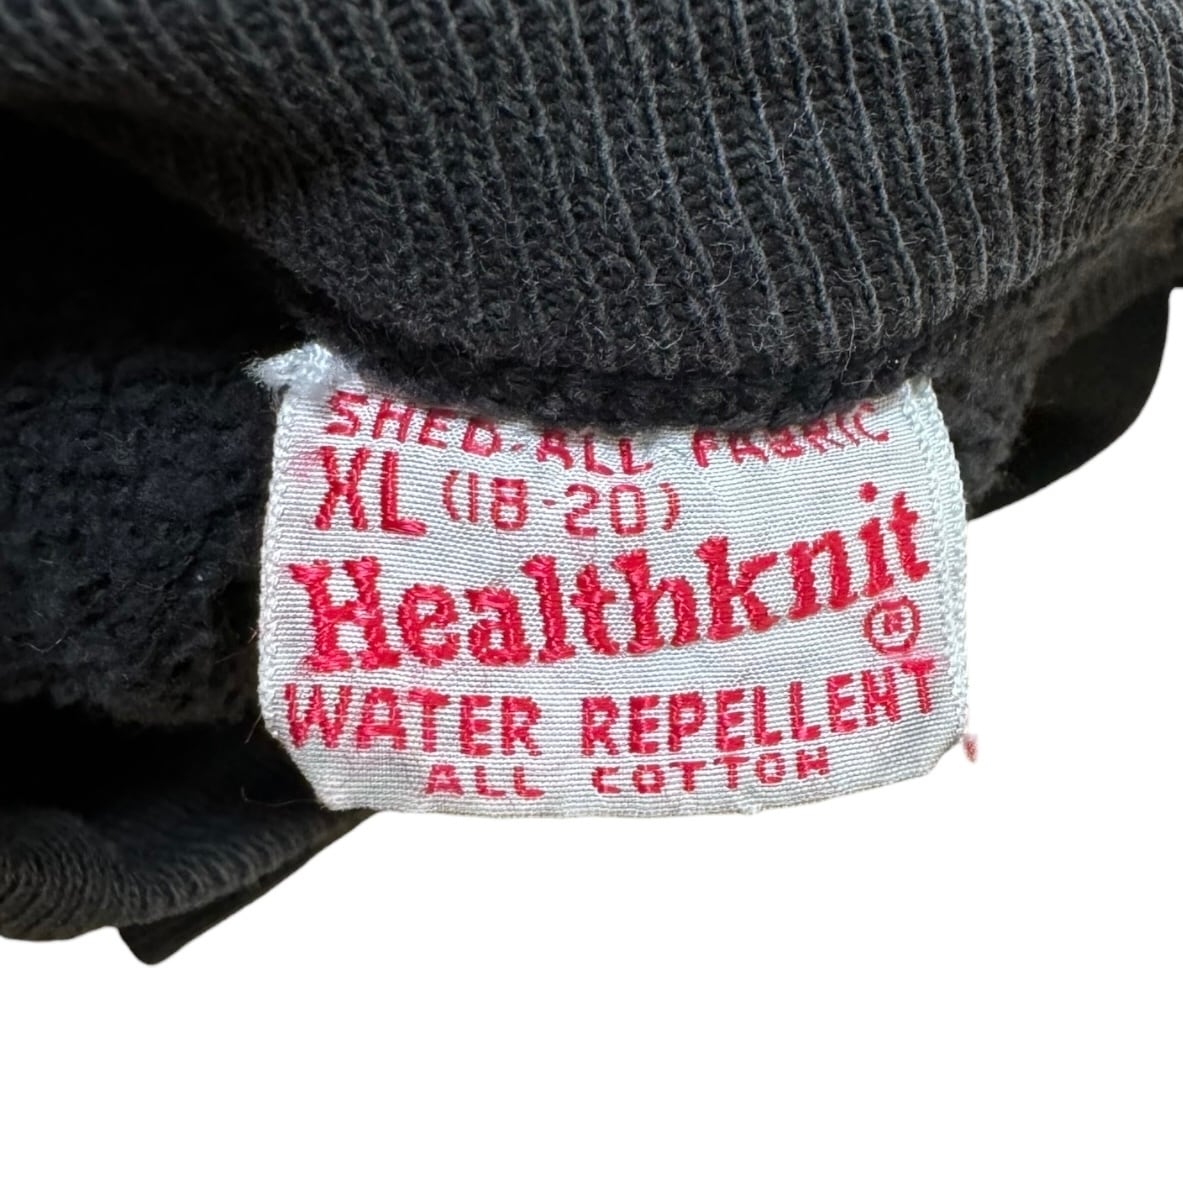 SHED-ALL FABRIC
XL (18-20)
Healthknit
®
WATER REPELLENT
ALL COTTON